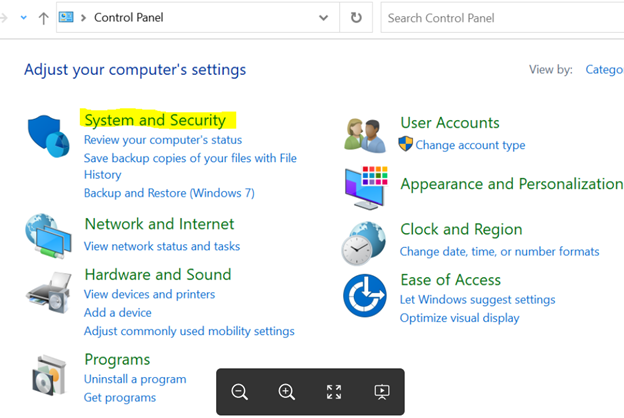 Control Panel
Search Control Panel
Adjust your computer's settings
View by:
System and Security
Review your computer's status
Save backup copies of your files with File
History
Backup and Restore (Windows 7)
Network and Internet
View network status and tasks
Hardware and Sound
View devices and printers
Add a device
Adjust commonly used mobility settings
Programs
Uninstall a program
Get programs
User Accounts
Change account type
Appearance and Personalization
Clock and Region
Change date, time, or number formats
Ease of Access
Let Windows suggest settings
Optimize visual display